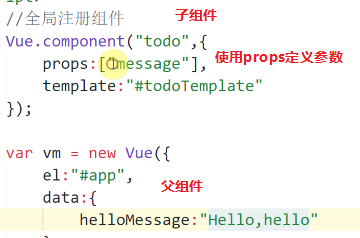 //全局注册组件
子组件
Vue.component("todo",{
props:["message"],
使用props定义参数
template:"#todoTemplate"
});
var vm = new Vue({
el:"#app",
父组件
data:{
helloMessage:"Hello,hello"